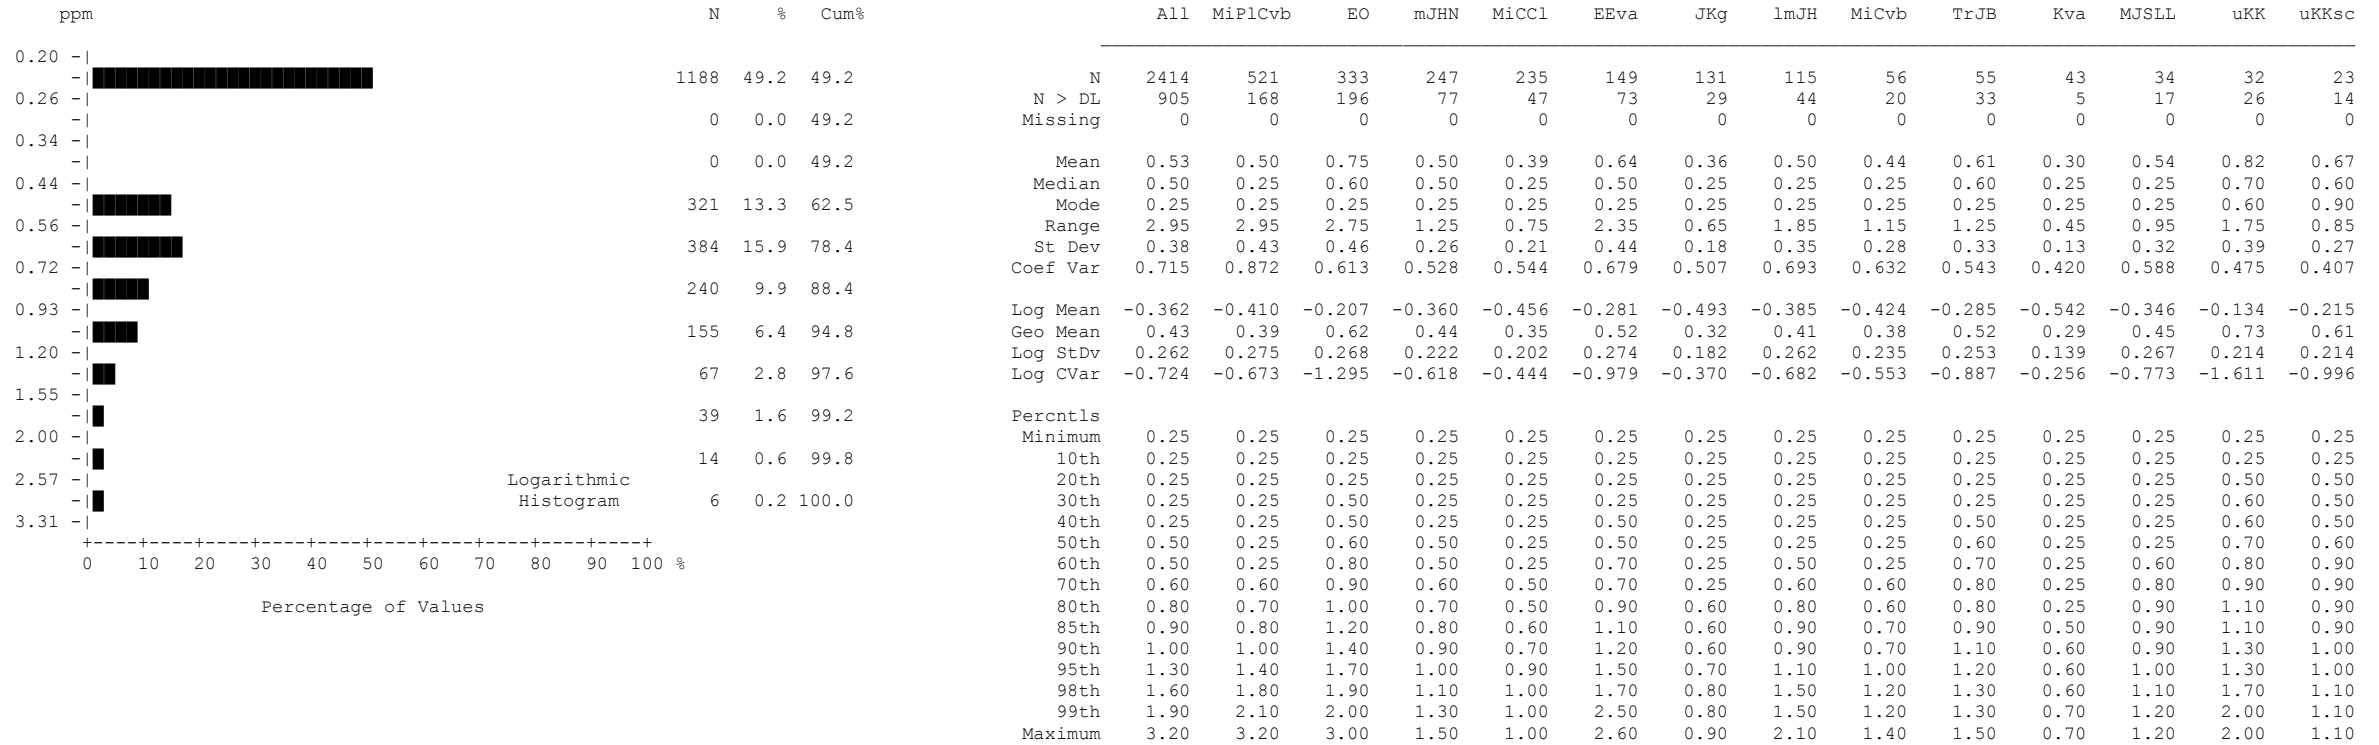 ppm N % Cum% All MiPlCvb EO mJHN MiCCl EEva JKg lmJH MiCvb TrJB Kva MJSLL uKK uKKsc
0.20 -|
-| 1188 49.2 49.2 N 2414 521 333 247 235 149 131 115 56 55 43 34 32 23
0.26 -| N > DL 905 168 196 77 47 73 29 44 20 33 5 17 26 14
-| 0 0.0 49.2 Missing 0 0 0 0 0 0 0 0 0 0 0 0 0 0
0.34 -|
-| 0 0.0 49.2 Mean 0.53 0.50 0.75 0.50 0.39 0.64 0.36 0.50 0.44 0.61 0.30 0.54 0.82 0.67
0.44 -| Median 0.50 0.25 0.60 0.50 0.25 0.50 0.25 0.25 0.25 0.60 0.25 0.25 0.70 0.60
-| 321 13.3 62.5 Mode 0.25 0.25 0.25 0.25 0.25 0.25 0.25 0.25 0.25 0.25 0.25 0.25 0.60 0.90
0.56 -| Range 2.95 2.95 2.75 1.25 0.75 2.35 0.65 1.85 1.15 1.25 0.45 0.95 1.75 0.85
-| 384 15.9 78.4 St Dev 0.38 0.43 0.46 0.26 0.21 0.44 0.18 0.35 0.28 0.33 0.13 0.32 0.39 0.27
0.72 -| Coef Var 0.715 0.872 0.613 0.528 0.544 0.679 0.507 0.693 0.632 0.543 0.420 0.588 0.475 0.407
-| 240 9.9 88.4
0.93 -| Log Mean -0.362 -0.410 -0.207 -0.360 -0.456 -0.281 -0.493 -0.385 -0.424 -0.285 -0.542 -0.346 -0.134 -0.215
-| 155 6.4 94.8 Geo Mean 0.43 0.39 0.62 0.44 0.35 0.52 0.32 0.41 0.38 0.52 0.29 0.45 0.73 0.61
1.20 -| Log StDv 0.262 0.275 0.268 0.222 0.202 0.274 0.182 0.262 0.235 0.253 0.139 0.267 0.214 0.214
-| 67 2.8 97.6 Log CVar -0.724 -0.673 -1.295 -0.618 -0.444 -0.979 -0.370 -0.682 -0.553 -0.887 -0.256 -0.773 -1.611 -0.996
1.55 -|
-| 39 1.6 99.2 Percntls
2.00 -| Minimum 0.25 0.25 0.25 0.25 0.25 0.25 0.25 0.25 0.25 0.25 0.25 0.25 0.25 0.25
-| 14 0.6 99.8 10th 0.25 0.25 0.25 0.25 0.25 0.25 0.25 0.25 0.25 0.25 0.25 0.25 0.25 0.25
2.57 -| Logarithmic 20th 0.25 0.25 0.25 0.25 0.25 0.25 0.25 0.25 0.25 0.25 0.25 0.25 0.50 0.50
-| Histogram 6 0.2 100.0 30th 0.25 0.25 0.50 0.25 0.25 0.25 0.25 0.25 0.25 0.25 0.25 0.25 0.60 0.50
3.31 -| 40th 0.25 0.25 0.50 0.25 0.25 0.50 0.25 0.25 0.25 0.50 0.25 0.25 0.60 0.50
+----+----+----+----+----+----+----+----+----+----+ 50th 0.50 0.25 0.60 0.50 0.25 0.50 0.25 0.25 0.25 0.60 0.25 0.25 0.70 0.60
0 10 20 30 40 50 60 70 80 90 100 % 60th 0.50 0.25 0.80 0.50 0.25 0.70 0.25 0.50 0.25 0.70 0.25 0.60 0.80 0.90
70th 0.60 0.60 0.90 0.60 0.50 0.70 0.25 0.60 0.60 0.80 0.25 0.80 0.90 0.90
Percentage of Values 80th 0.80 0.70 1.00 0.70 0.50 0.90 0.60 0.80 0.60 0.80 0.25 0.90 1.10 0.90
85th 0.90 0.80 1.20 0.80 0.60 1.10 0.60 0.90 0.70 0.90 0.50 0.90 1.10 0.90
90th 1.00 1.00 1.40 0.90 0.70 1.20 0.60 0.90 0.70 1.10 0.60 0.90 1.30 1.00
95th 1.30 1.40 1.70 1.00 0.90 1.50 0.70 1.10 1.00 1.20 0.60 1.00 1.30 1.00
98th 1.60 1.80 1.90 1.10 1.00 1.70 0.80 1.50 1.20 1.30 0.60 1.10 1.70 1.10
99th 1.90 2.10 2.00 1.30 1.00 2.50 0.80 1.50 1.20 1.30 0.70 1.20 2.00 1.10
Maximum 3.20 3.20 3.00 1.50 1.00 2.60 0.90 2.10 1.40 1.50 0.70 1.20 2.00 1.10